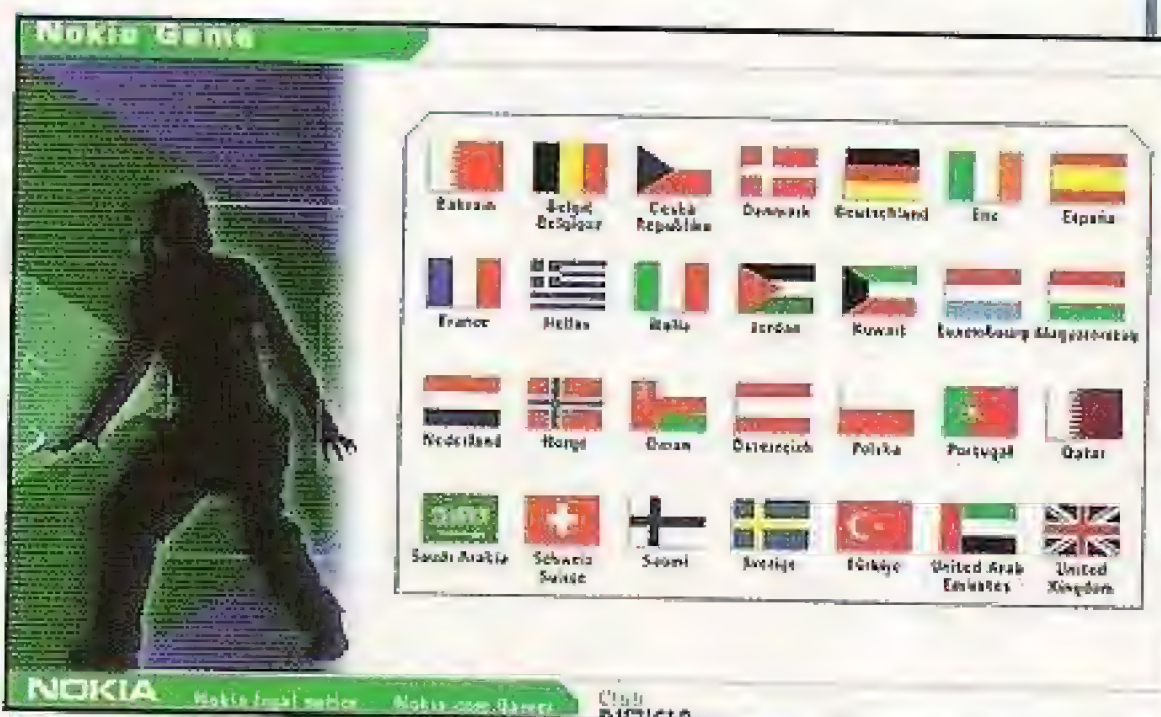 Nokia Game
Bahrain
België
Belgique
Česká
Republika
Danmark
Deutschland
Eire
España
France
Hellas
Italia
Jordan
Kuwait
Luxembourg
Magyarország
Nederland
Norge
Oman
Österreich
Polska
Portugal
Qatar
Saudi Arabia
Schweiz
Suisse
Suomi
Sverige
Türkiye
United Arab
Emirates
United
Kingdom
NOKIA
Nokia legal notice
Nokia.com Games
Club